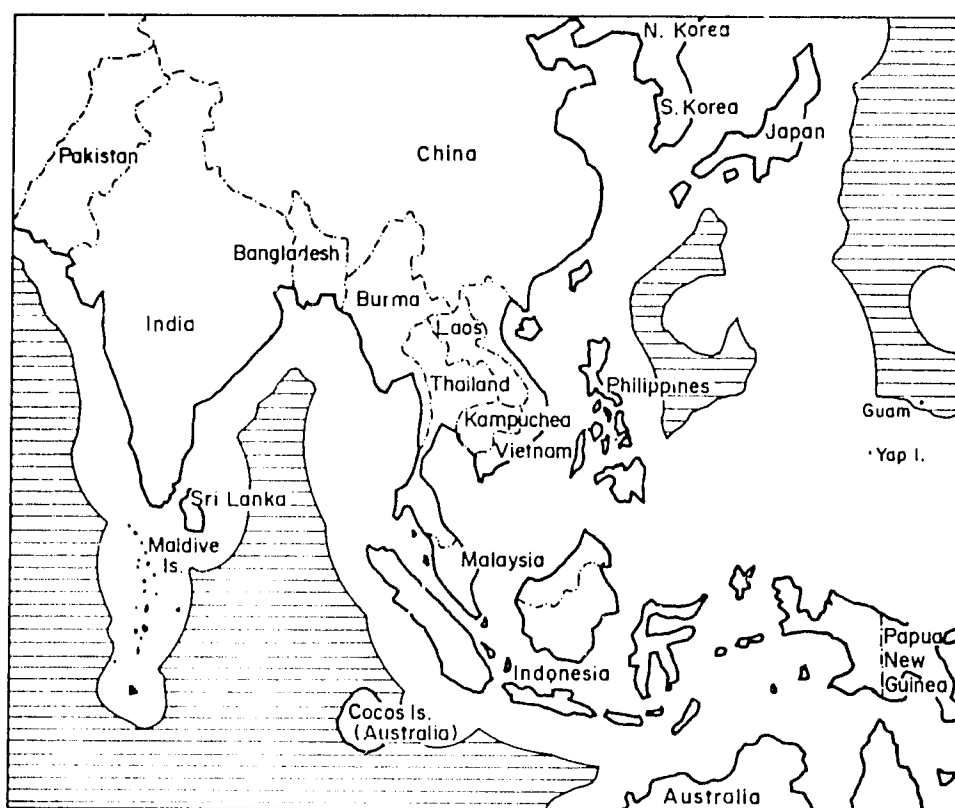 N. Korea
S. Korea
Japan
Pakistan
China
Bangladesh
Burma
India
Laos
Thailand
Philippines
Kampuchea
Guam
Vietnam
Yap I.
Sri Lanka
Maldive
Is.
Malaysia
Papua
New
Guinea
Indonesia
Cocos Is.
(Australia)
Australia